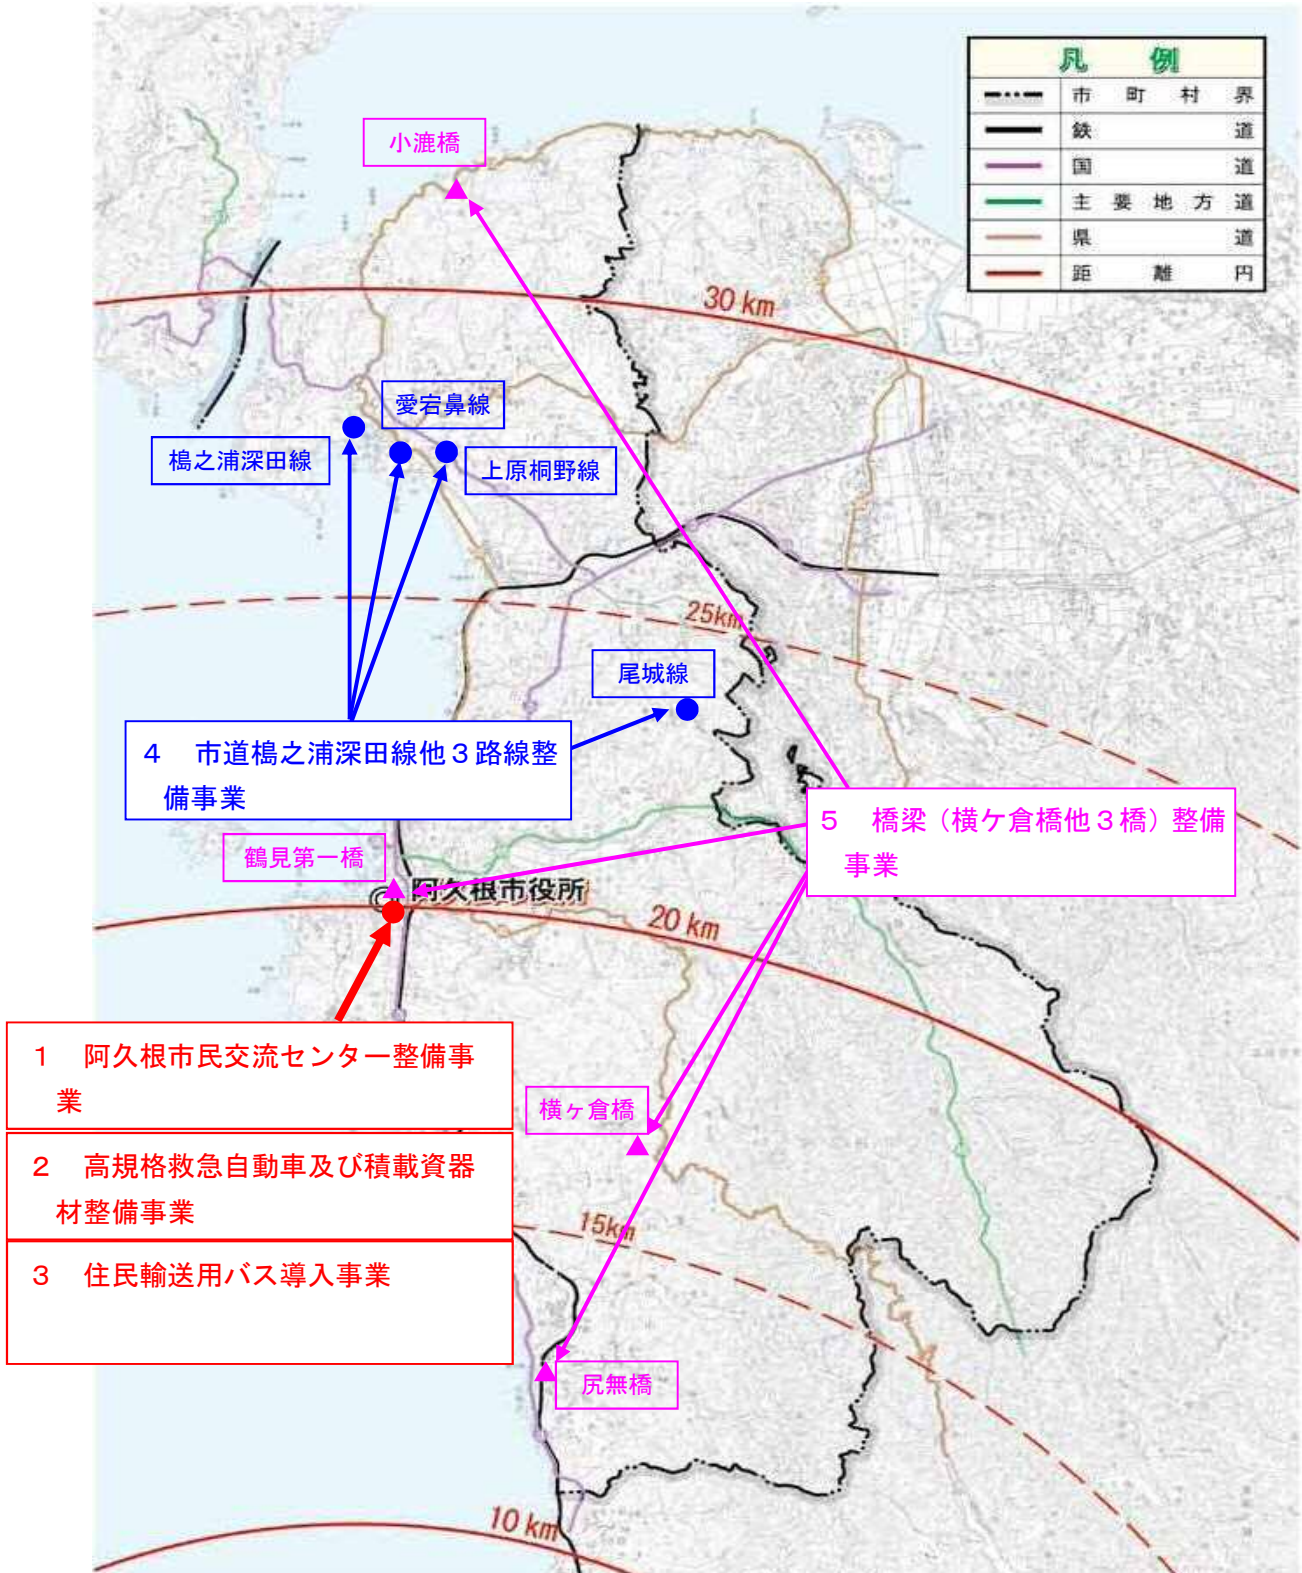 凡 例
市町村界
鉄道
国道
主要地方道
県道
距離円
小漉橋
30 km
愛宕鼻線
樢之浦深田線
上原桐野線
25km
尾城線
4 市道樢之浦深田線他3路線整
備事業
5 橋梁（横ケ倉橋他3橋）整備
事業
鶴見第一橋
阿久根市役所
20 km
1 阿久根市民交流センター整備事
業
横ヶ倉橋
2 高規格救急自動車及び積載資器
材整備事業
15km
3 住民輸送用バス導入事業
尻無橋
10 km